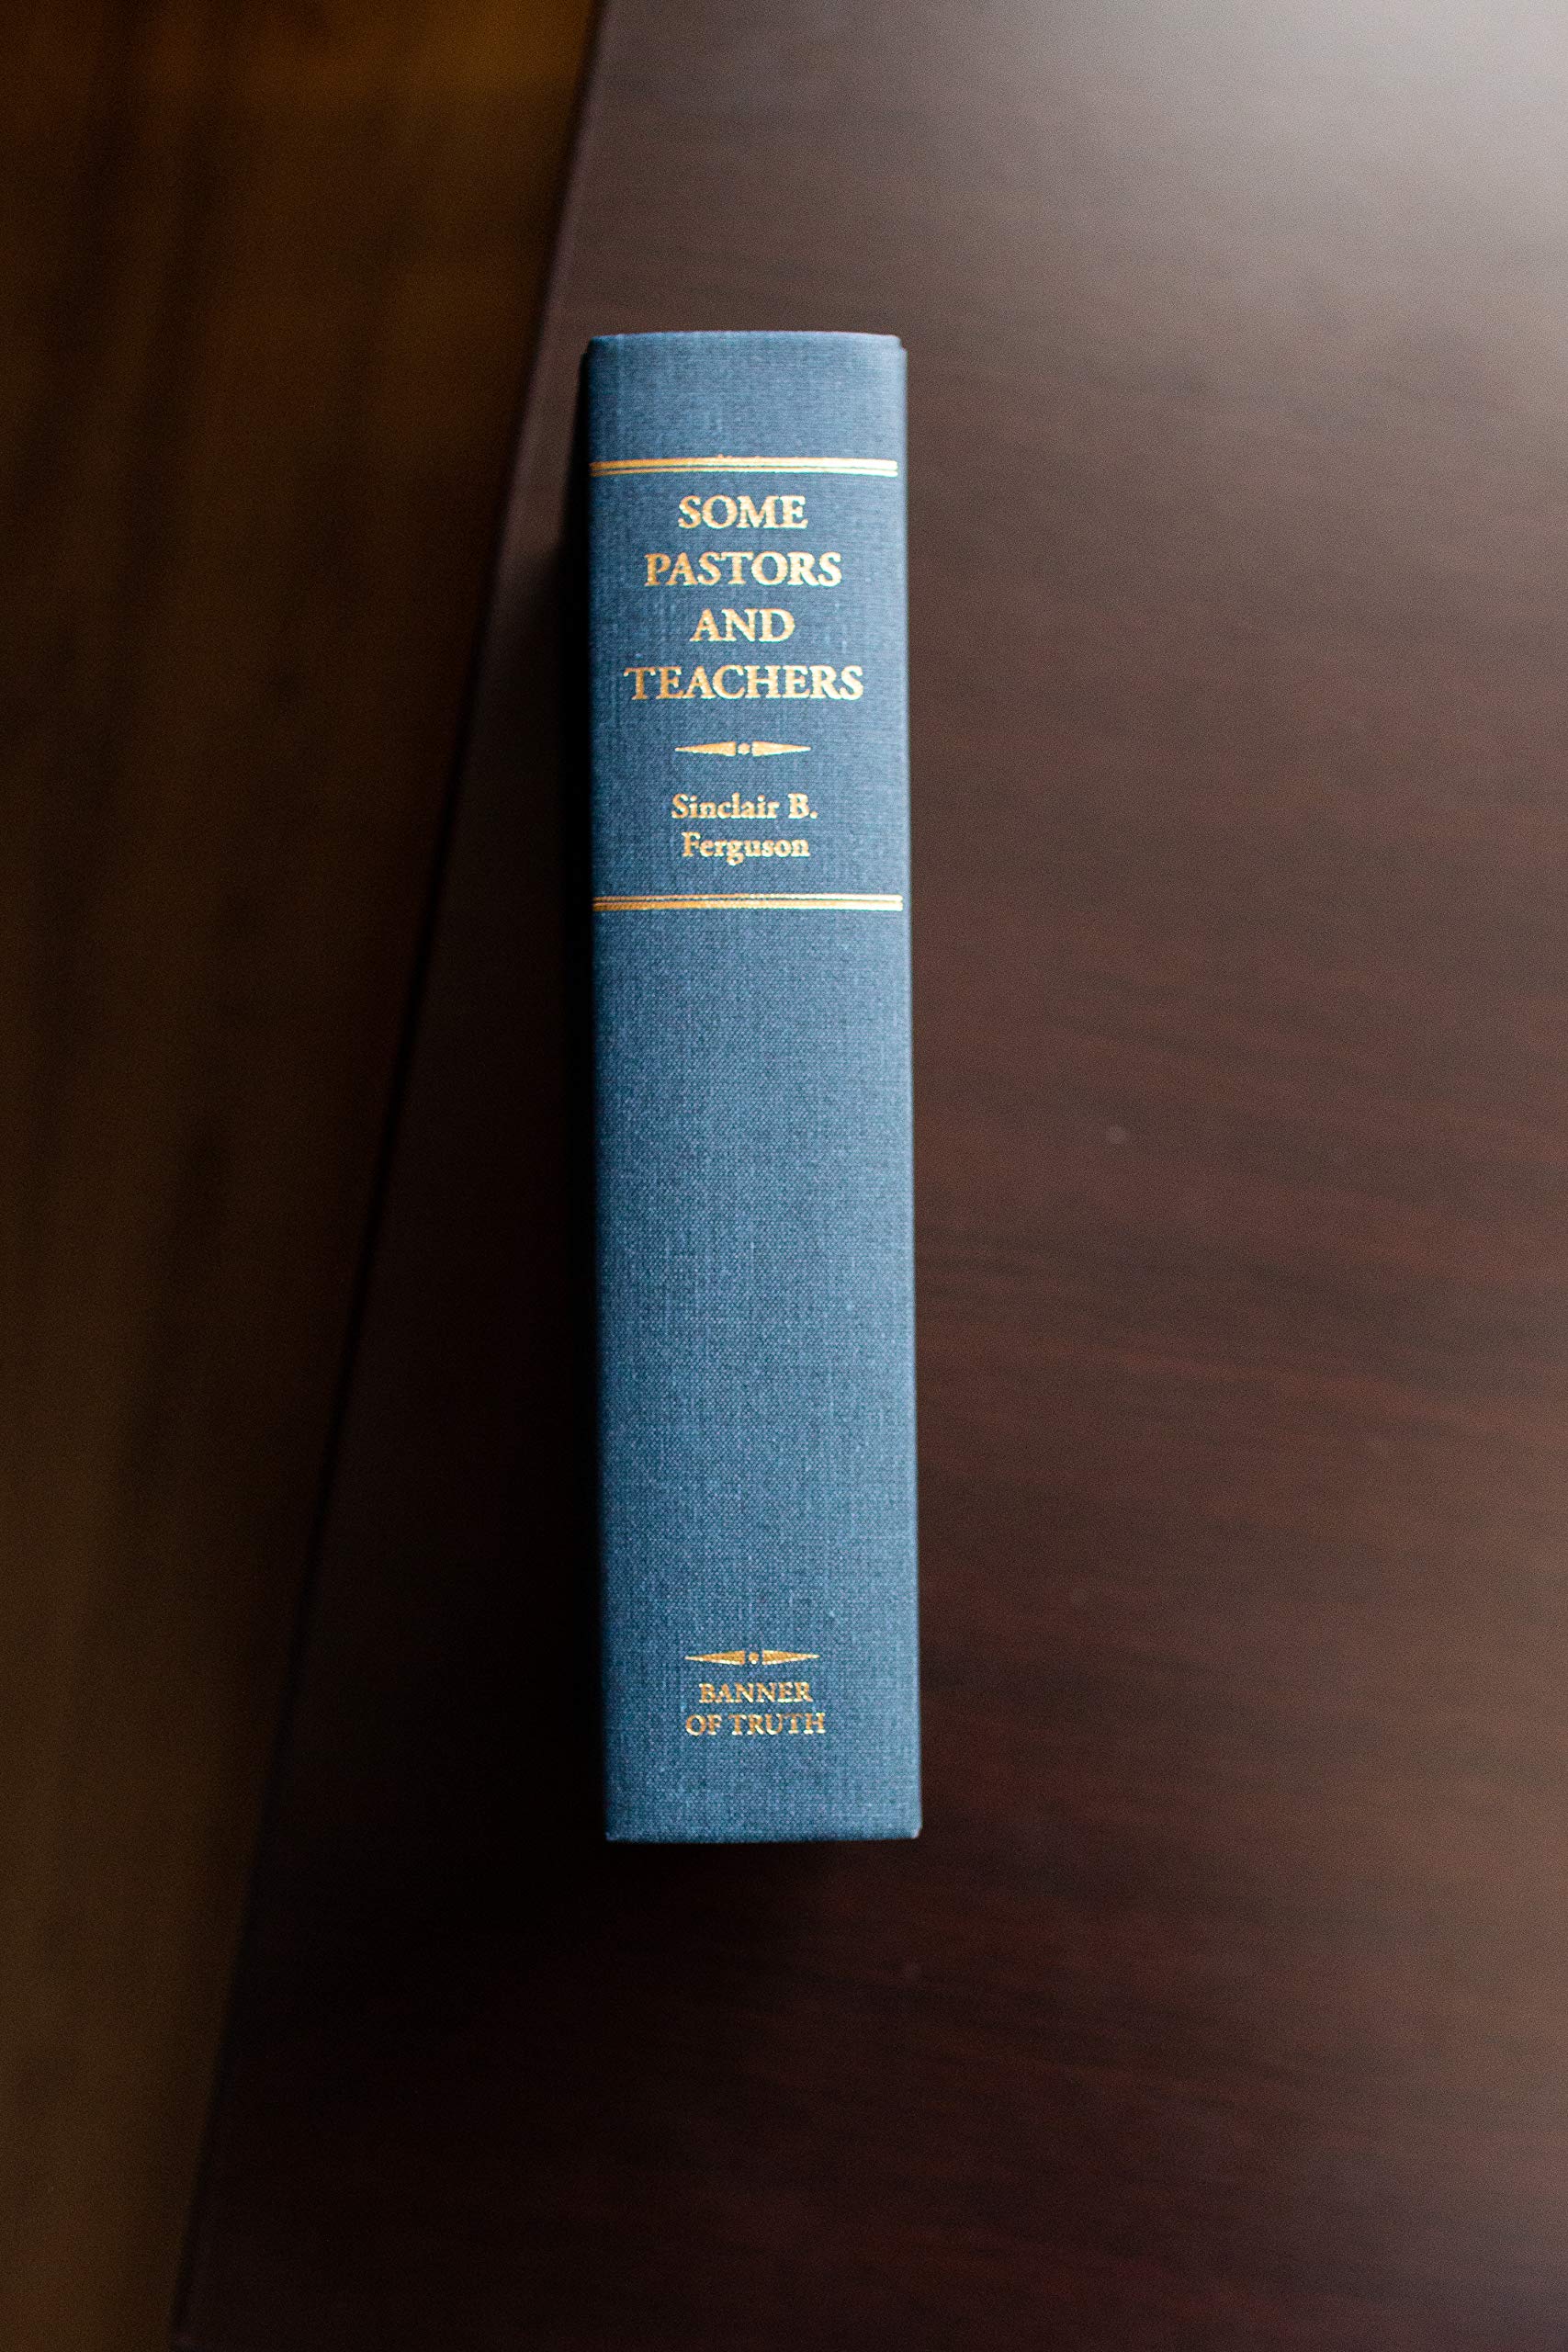 SOME
PASTORS
AND
TEACHERS
Sinclair B.
Ferguson
BANNER
OF TRUTH